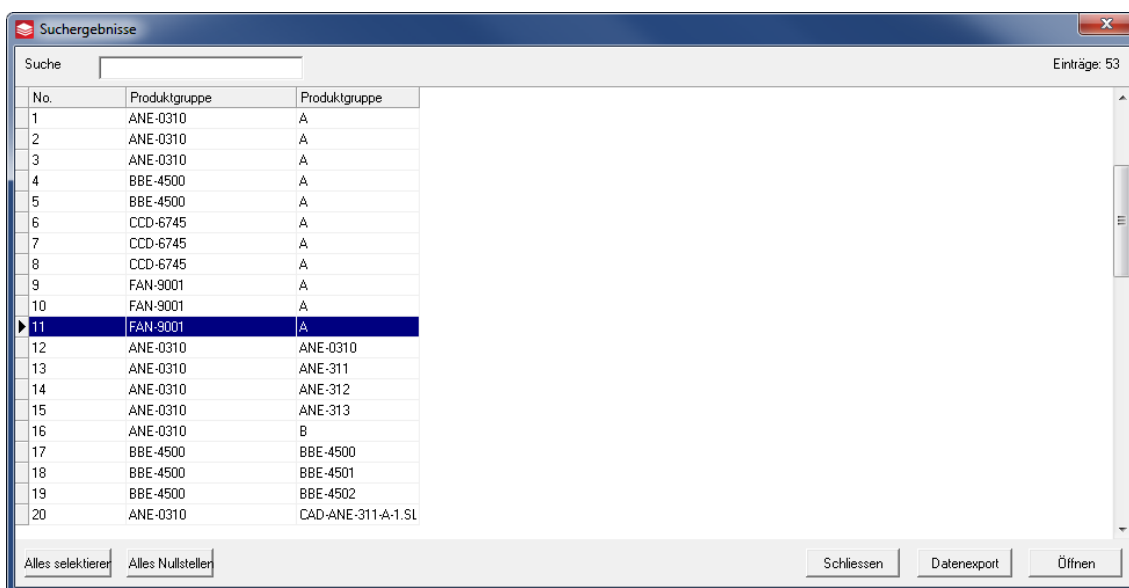 Suchergebnisse
Suche Einträge: 53
No. Produktgruppe Produktgruppe
1 ANE-0310 A
2 ANE-0310 A
3 ANE-0310 A
4 BBE-4500 A
5 BBE-4500 A
6 CCD-6745 A
7 CCD-6745 A
8 CCD-6745 A
9 FAN-9001 A
10 FAN-9001 A
11 FAN-9001 A
12 ANE-0310 ANE-0310
13 ANE-0310 ANE-311
14 ANE-0310 ANE-312
15 ANE-0310 ANE-313
16 ANE-0310 B
17 BBE-4500 BBE-4500
18 BBE-4500 BBE-4501
19 BBE-4500 BBE-4502
20 ANE-0310 CAD-ANE-311-A-1.SL
Alles selektierer Alles Nullstellen Schliessen Datenexport Öffnen